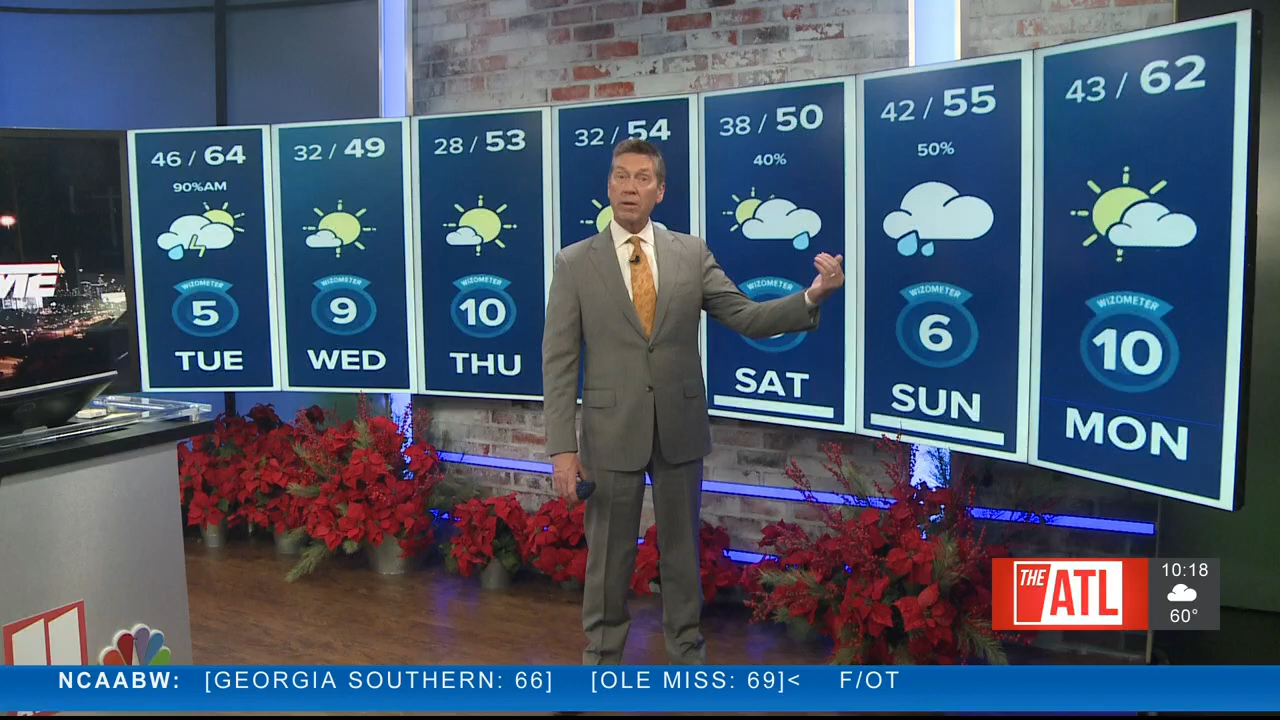 46 / 64
90%AM
WIZOMETER
5
TUE
32 / 49
WIZOMETER
9
WED
28 / 53
WIZOMETER
10
THU
32 / 54
38 / 50
40%
WIZOMETER
SAT
42 / 55
50%
WIZOMETER
6
SUN
43 / 62
WIZOMETER
10
MON
11
THE
ATL
10:18
60°
NCAABW: [GEORGIA SOUTHERN: 66] [OLE MISS: 69]< F/OT